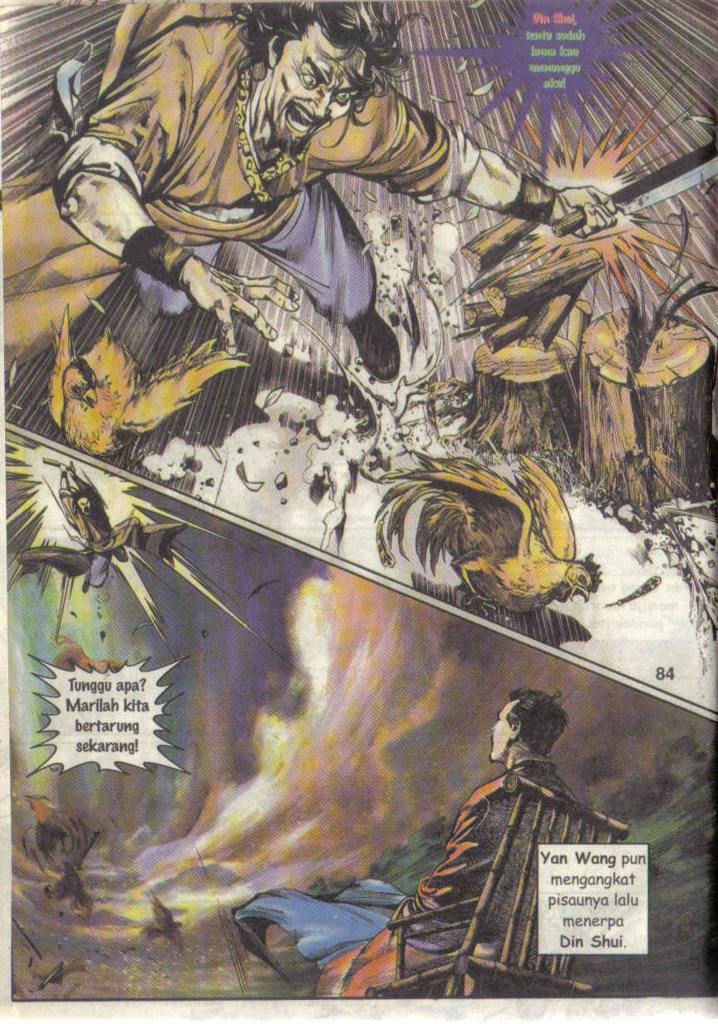 Din Shui,
tentu sudah
lama kau
menunggu
aku!
84
Tunggu apa?
Marilah kita
bertarung
sekarang!
Yan Wang pun
mengangkat
pisaunya lalu
menerpa
Din Shui.